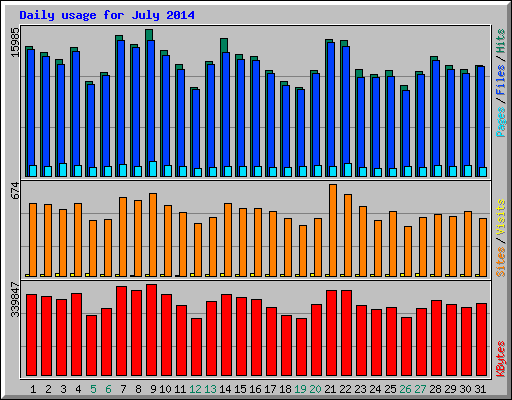 Daily usage for July 2014
15985
Pages / Files / Hits
674
Sites / Visits
339847
KBytes
1 2 3 4 5 6 7 8 9 10 11 12 13 14 15 16 17 18 19 20 21 22 23 24 25 26 27 28 29 30 31